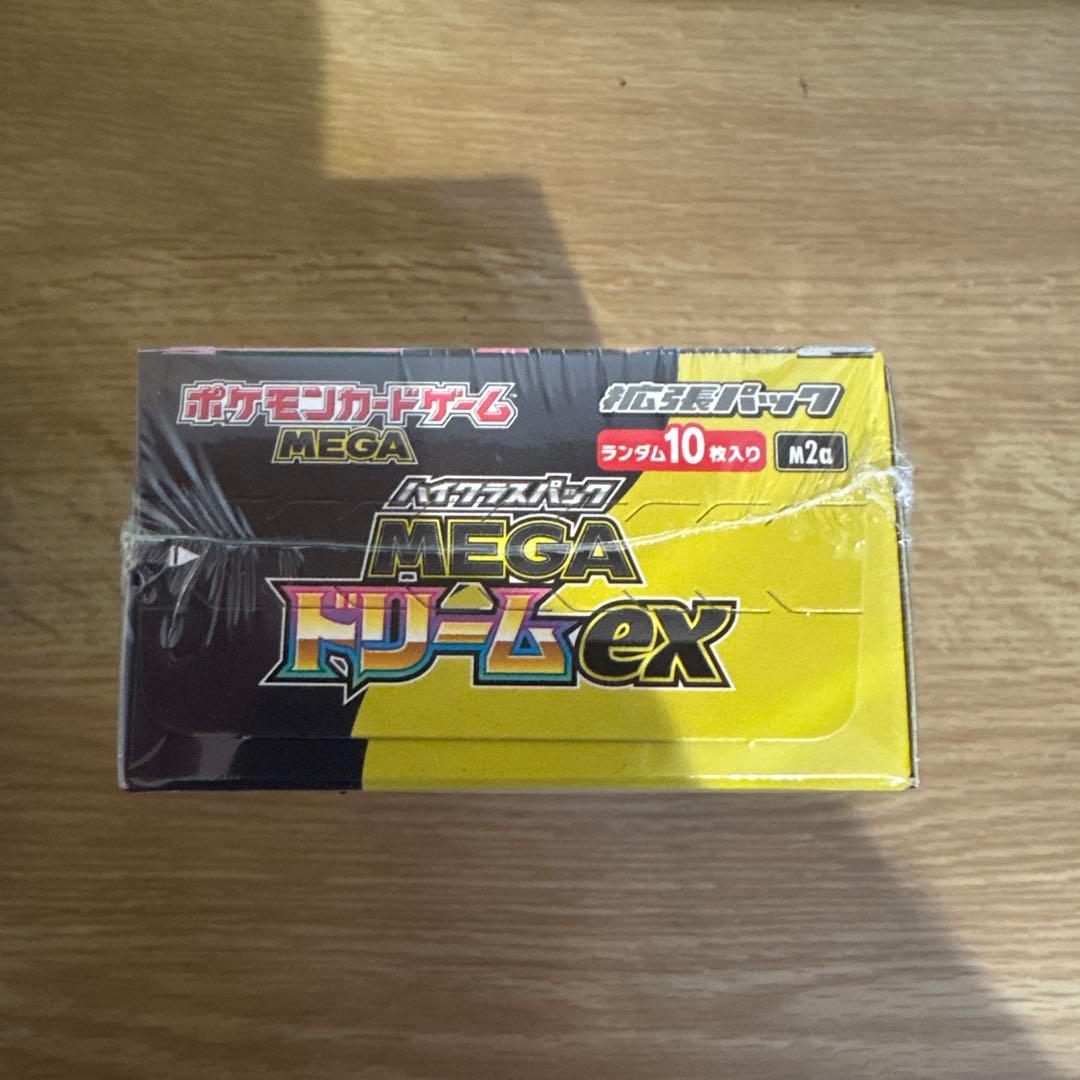 ポケモンカードゲーム™
MEGA
拡張パック
ランダム10枚入り
M2a
ハイクラスパック
MEGA
ドリームex